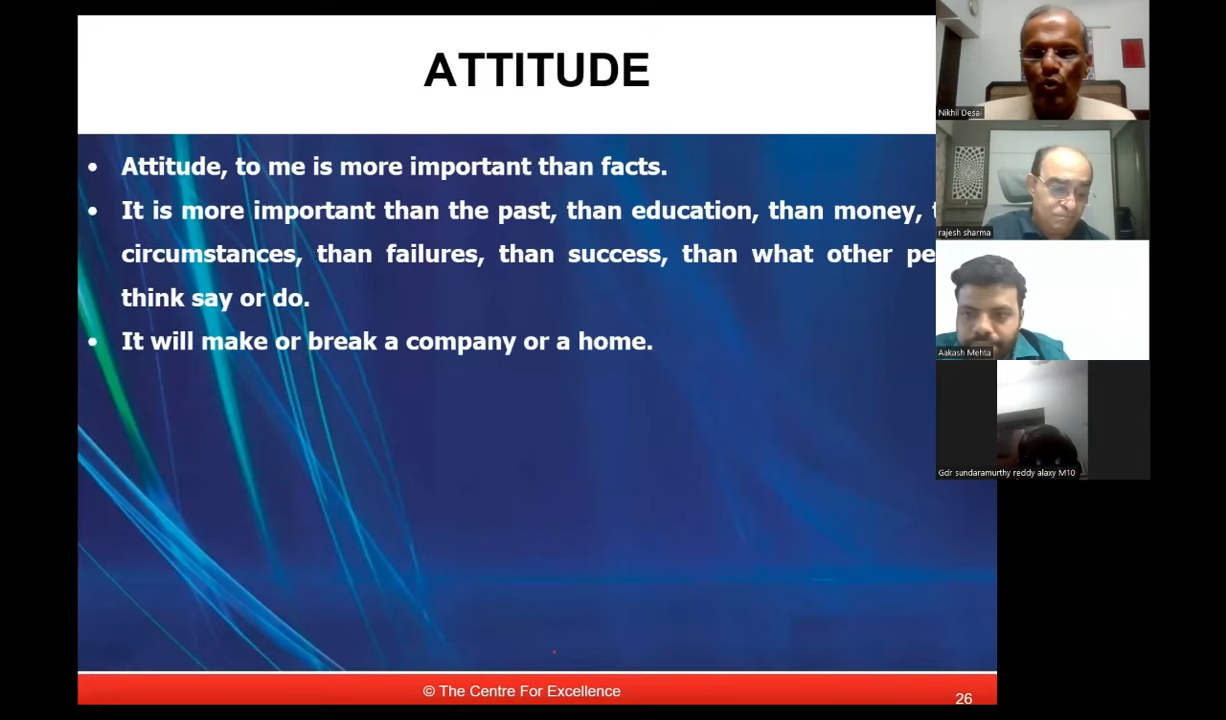 ATTITUDE
• Attitude, to me is more important than facts.
• It is more important than the past, than education, than money,
circumstances, than failures, than success, than what other
think say or do.
• It will make or break a company or a home.
© The Centre For Excellence
26
Nikhil Desai
rajesh sharma
Aakash Mehta
Gdr sundaramurthy reddy alaxy M10